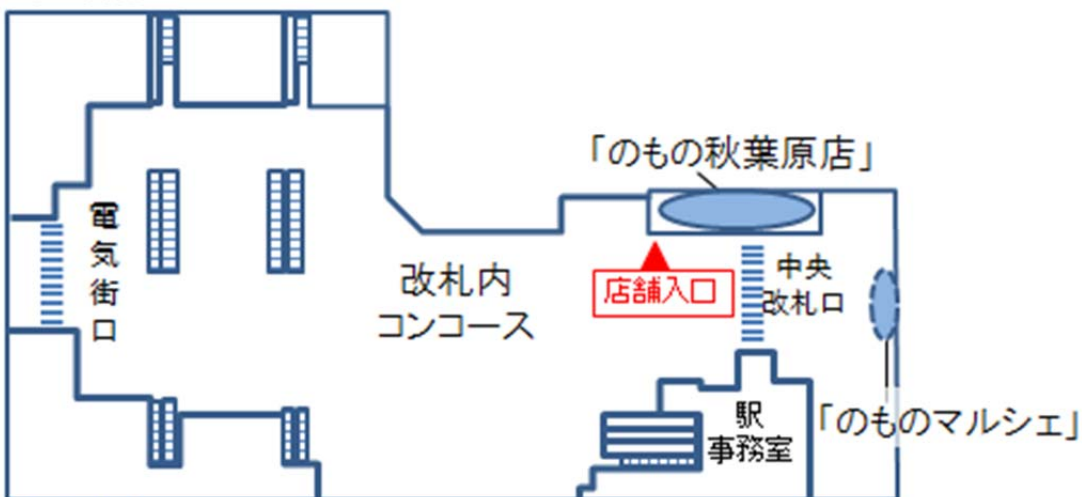 「のもの秋葉原店」
電気街口
改札内
コンコース
店舗入口
中央
改札口
「のものマルシェ」
駅
事務室